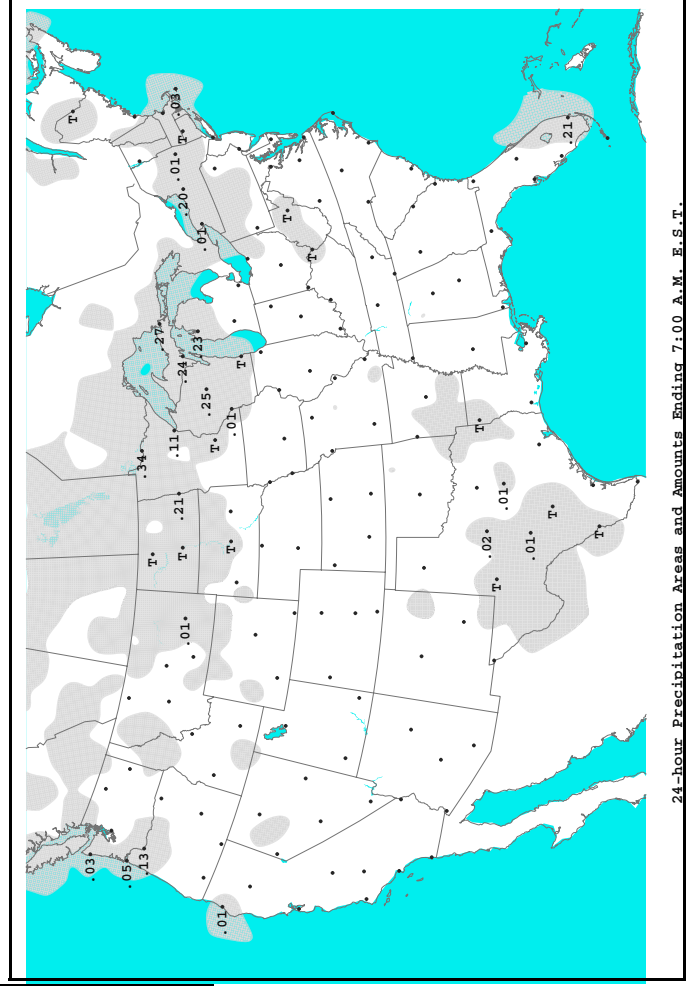 T
.03
.05
.13
.34
T
.27
.11
.01
.03
.01
T
.21
.24
T
.20
.23
.01
.25
T
.01
T
.01
T
T
T
T
.02
T
.01
.01
T
.21
T
24-hour Precipitation Areas and Amounts Ending 7:00 A.M. E.S.T.